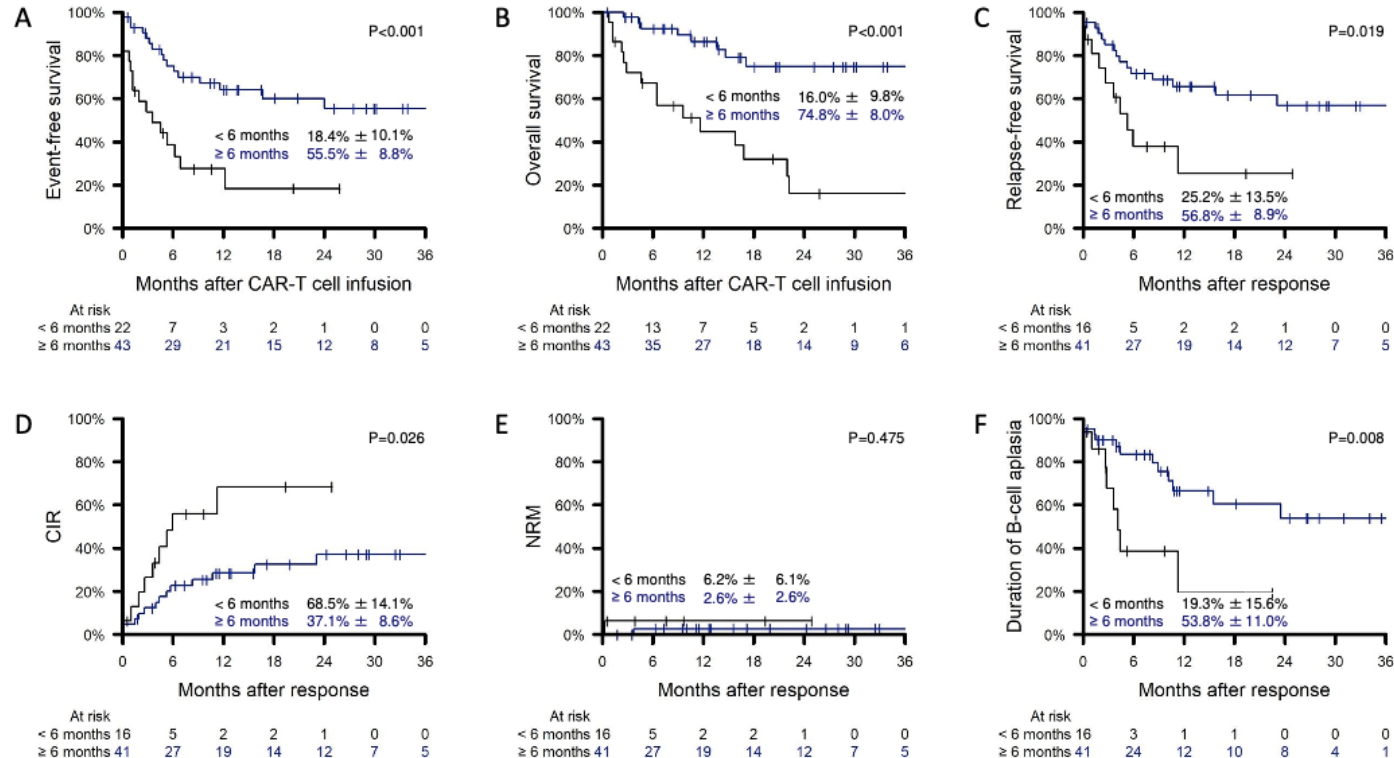 A
Event-free survival
100%
80%
60%
40%
20%
0%
P<0.001
< 6 months 18.4% ± 10.1%
≥ 6 months 55.5% ± 8.8%
0 6 12 18 24 30 36
Months after CAR-T cell infusion
At risk
< 6 months 22 7 3 2 1 0 0
≥ 6 months 43 29 21 15 12 8 5
B
Overall survival
100%
80%
60%
40%
20%
0%
P<0.001
< 6 months 16.0% ± 9.8%
≥ 6 months 74.8% ± 8.0%
0 6 12 18 24 30 36
Months after CAR-T cell infusion
At risk
< 6 months 22 13 7 5 2 1 1
≥ 6 months 43 35 27 18 14 9 6
C
Relapse-free survival
100%
80%
60%
40%
20%
0%
P=0.019
< 6 months 25.2% ± 13.5%
≥ 6 months 56.8% ± 8.9%
0 6 12 18 24 30 36
Months after response
At risk
< 6 months 16 5 2 2 1 0 0
≥ 6 months 41 27 19 14 12 7 5
D
CIR
100%
80%
60%
40%
20%
0%
P=0.026
< 6 months 68.5% ± 14.1%
≥ 6 months 37.1% ± 8.6%
0 6 12 18 24 30 36
Months after response
At risk
< 6 months 16 5 2 2 1 0 0
≥ 6 months 41 27 19 14 12 7 5
E
NRM
100%
80%
60%
40%
20%
0%
P=0.475
< 6 months 6.2% ± 6.1%
≥ 6 months 2.6% ± 2.6%
0 6 12 18 24 30 36
Months after response
At risk
< 6 months 16 5 2 2 1 0 0
≥ 6 months 41 27 19 14 12 7 5
F
Duration of B-cell aplasia
100%
80%
60%
40%
20%
0%
P=0.008
< 6 months 19.3% ± 15.6%
≥ 6 months 53.8% ± 11.0%
0 6 12 18 24 30 36
Months after response
At risk
< 6 months 16 3 1 1 0 0 0
≥ 6 months 41 24 12 10 8 4 1